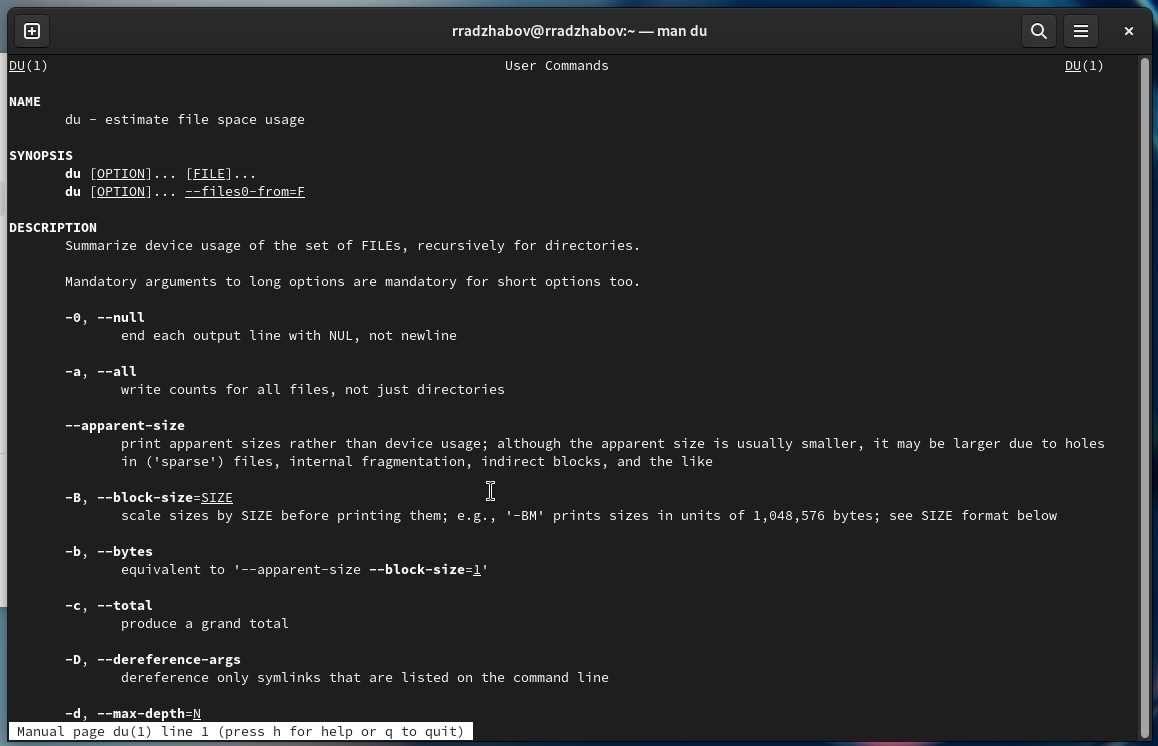 rradzhabov@rradzhabov:~ — man du
DU(1) User Commands DU(1)
NAME
du - estimate file space usage
SYNOPSIS
du [OPTION]... [FILE]...
du [OPTION]... --files0-from=F
DESCRIPTION
Summarize device usage of the set of FILEs, recursively for directories.
Mandatory arguments to long options are mandatory for short options too.
-0, --null
end each output line with NUL, not newline
-a, --all
write counts for all files, not just directories
--apparent-size
print apparent sizes rather than device usage; although the apparent size is usually smaller, it may be larger due to holes
in ('sparse') files, internal fragmentation, indirect blocks, and the like
-B, --block-size=SIZE
scale sizes by SIZE before printing them; e.g., '-BM' prints sizes in units of 1,048,576 bytes; see SIZE format below
-b, --bytes
equivalent to '--apparent-size --block-size=1'
-c, --total
produce a grand total
-D, --dereference-args
dereference only symlinks that are listed on the command line
-d, --max-depth=N
Manual page du(1) line 1 (press h for help or q to quit)